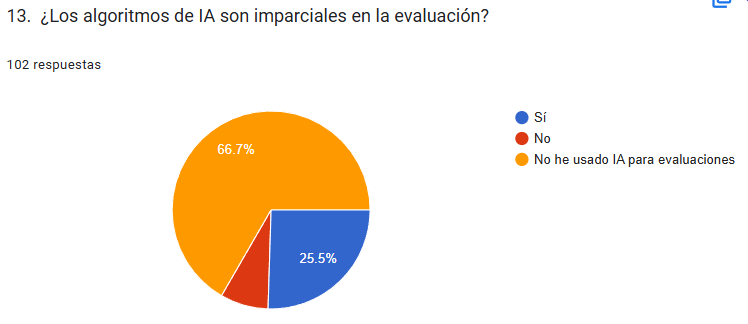 13. ¿Los algoritmos de IA son imparciales en la evaluación?
102 respuestas
66.7%
25.5%
Sí
No
No he usado IA para evaluaciones